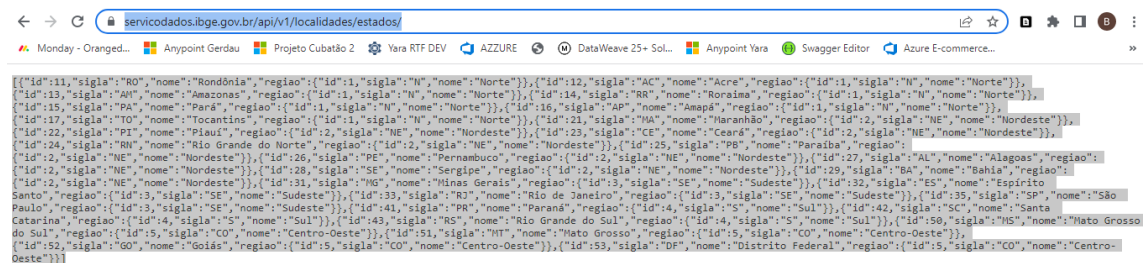 servicodados.ibge.gov.br/api/v1/localidades/estados/
B
Monday - Oranged... Anypoint Gerdau Projeto Cubatão 2 Yara RTF DEV AZZURE DataWeave 25+ Sol... Anypoint Yara Swagger Editor Azure E-commerce... »
[{"id":11,"sigla":"RO","nome":"Rondônia","regiao":{"id":1,"sigla":"N","nome":"Norte"}},{"id":12,"sigla":"AC","nome":"Acre","regiao":{"id":1,"sigla":"N","nome":"Norte"}},
{"id":13,"sigla":"AM","nome":"Amazonas","regiao":{"id":1,"sigla":"N","nome":"Norte"}},{"id":14,"sigla":"RR","nome":"Roraima","regiao":{"id":1,"sigla":"N","nome":"Norte"}},
{"id":15,"sigla":"PA","nome":"Pará","regiao":{"id":1,"sigla":"N","nome":"Norte"}},{"id":16,"sigla":"AP","nome":"Amapá","regiao":{"id":1,"sigla":"N","nome":"Norte"}},
{"id":17,"sigla":"TO","nome":"Tocantins","regiao":{"id":1,"sigla":"N","nome":"Norte"}},{"id":21,"sigla":"MA","nome":"Maranhão","regiao":{"id":2,"sigla":"NE","nome":"Nordeste"}},
{"id":22,"sigla":"PI","nome":"Piauí","regiao":{"id":2,"sigla":"NE","nome":"Nordeste"}},{"id":23,"sigla":"CE","nome":"Ceará","regiao":{"id":2,"sigla":"NE","nome":"Nordeste"}},
{"id":24,"sigla":"RN","nome":"Rio Grande do Norte","regiao":{"id":2,"sigla":"NE","nome":"Nordeste"}},{"id":25,"sigla":"PB","nome":"Paraíba","regiao":
{"id":2,"sigla":"NE","nome":"Nordeste"}},{"id":26,"sigla":"PE","nome":"Pernambuco","regiao":{"id":2,"sigla":"NE","nome":"Nordeste"}},{"id":27,"sigla":"AL","nome":"Alagoas","regiao":
{"id":2,"sigla":"NE","nome":"Nordeste"}},{"id":28,"sigla":"SE","nome":"Sergipe","regiao":{"id":2,"sigla":"NE","nome":"Nordeste"}},{"id":29,"sigla":"BA","nome":"Bahia","regiao":
{"id":2,"sigla":"NE","nome":"Nordeste"}},{"id":31,"sigla":"MG","nome":"Minas Gerais","regiao":{"id":3,"sigla":"SE","nome":"Sudeste"}},{"id":32,"sigla":"ES","nome":"Espírito
Santo","regiao":{"id":3,"sigla":"SE","nome":"Sudeste"}},{"id":33,"sigla":"RJ","nome":"Rio de Janeiro","regiao":{"id":3,"sigla":"SE","nome":"Sudeste"}},{"id":35,"sigla":"SP","nome":"São
Paulo","regiao":{"id":3,"sigla":"SE","nome":"Sudeste"}},{"id":41,"sigla":"PR","nome":"Paraná","regiao":{"id":4,"sigla":"S","nome":"Sul"}},{"id":42,"sigla":"SC","nome":"Santa
Catarina","regiao":{"id":4,"sigla":"S","nome":"Sul"}},{"id":43,"sigla":"RS","nome":"Rio Grande do Sul","regiao":{"id":4,"sigla":"S","nome":"Sul"}},{"id":50,"sigla":"MS","nome":"Mato Grosso
do Sul","regiao":{"id":5,"sigla":"CO","nome":"Centro-Oeste"}},{"id":51,"sigla":"MT","nome":"Mato Grosso","regiao":{"id":5,"sigla":"CO","nome":"Centro-Oeste"}},
{"id":52,"sigla":"GO","nome":"Goiás","regiao":{"id":5,"sigla":"CO","nome":"Centro-Oeste"}},{"id":53,"sigla":"DF","nome":"Distrito Federal","regiao":{"id":5,"sigla":"CO","nome":"Centro-
Oeste"}}]